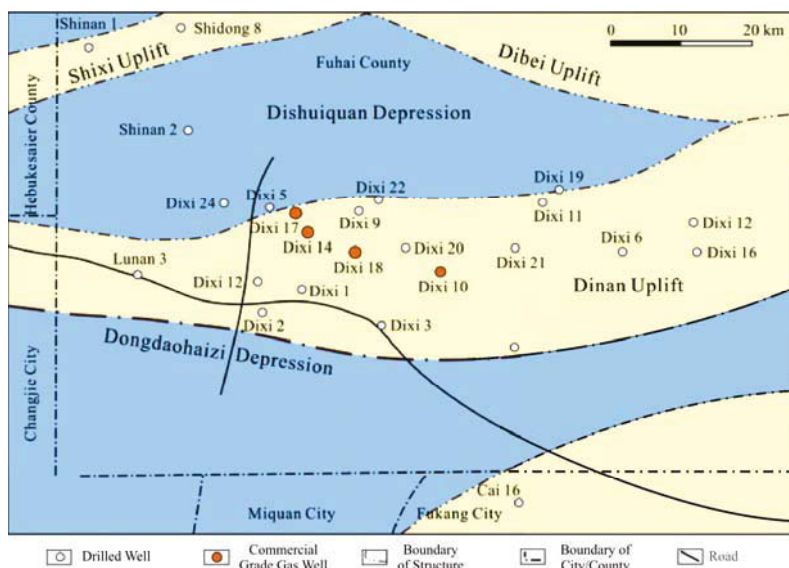 Shinan 1
Shidong 8
0 10 20 km
Shixi Uplift
Fuhai County
Dibei Uplift
Hebukesaier County
Dishuiquan Depression
Shinan 2
Dixi 19
Dixi 24
Dixi 5
Dixi 22
Dixi 17
Dixi 9
Dixi 11
Dixi 12
Dixi 14
Dixi 20
Dixi 6
Lunan 3
Dixi 18
Dixi 21
Dixi 16
Dixi 12
Dixi 1
Dixi 10
Dinan Uplift
Dixi 2
Dixi 3
Dongdaohaizi Depression
Changjie City
Cai 16
Miquan City
Fukang City
Drilled Well
Commercial
Grade Gas Well
Boundary
of Structure
Boundary of
City/County
Road